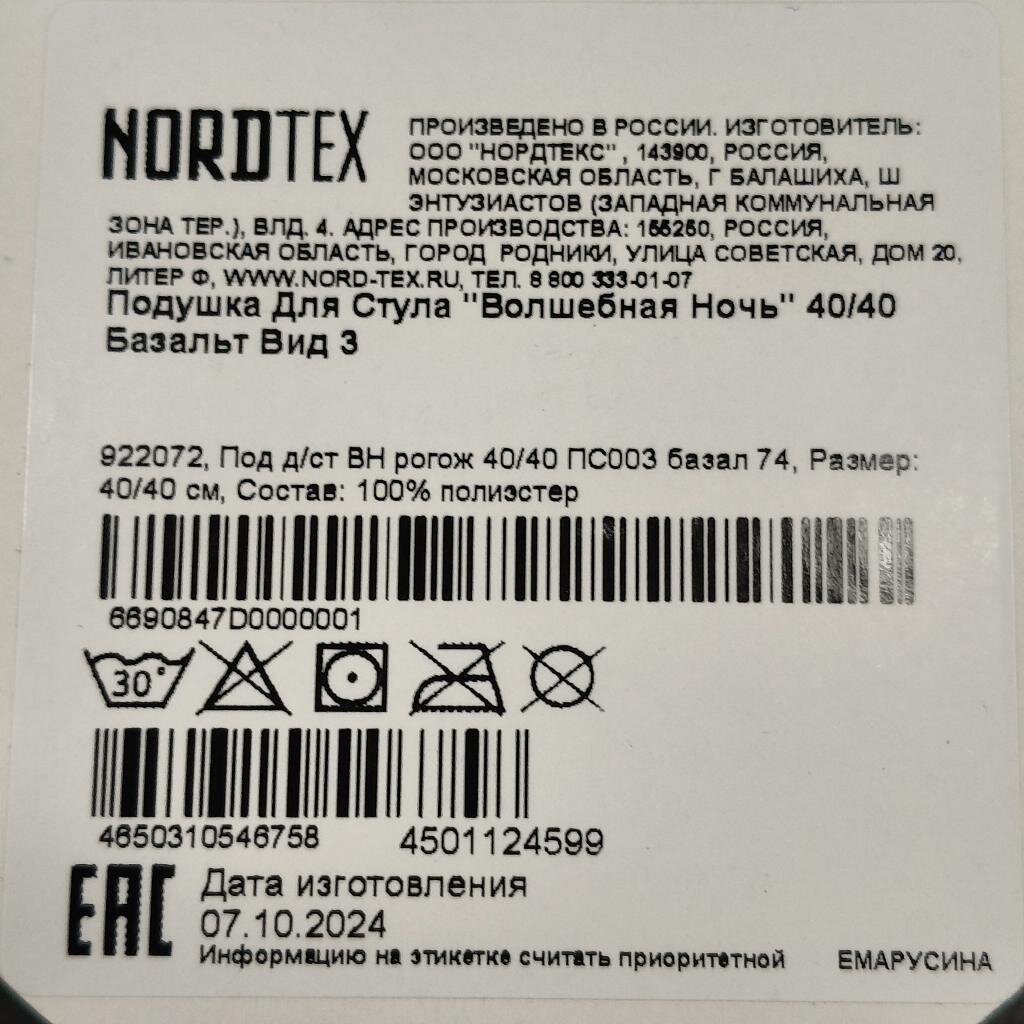 NORDTEX
ПРОИЗВЕДЕНО В РОССИИ. ИЗГОТОВИТЕЛЬ:
ООО "НОРДТЕКС" , 143900, РОССИЯ,
МОСКОВСКАЯ ОБЛАСТЬ, Г БАЛАШИХА, Ш
ЭНТУЗИАСТОВ (ЗАПАДНАЯ КОММУНАЛЬНАЯ
ЗОНА ТЕР.), ВЛД. 4. АДРЕС ПРОИЗВОДСТВА: 155250, РОССИЯ,
ИВАНОВСКАЯ ОБЛАСТЬ, ГОРОД РОДНИКИ, УЛИЦА СОВЕТСКАЯ, ДОМ 20,
ЛИТЕР Ф, WWW.NORD-TEX.RU, ТЕЛ. 8 800 333-01-07
Подушка Для Стула "Волшебная Ночь" 40/40
Базальт Вид 3
922072, Под д/ст ВН рогож 40/40 ПС003 базал 74, Размер:
40/40 см, Состав: 100% полиэстер
6690847D0000001
30°
4650310546758 4501124599
EAC
Дата изготовления
07.10.2024
Информацию на этикетке считать приоритетной ЕМАРУСИНА